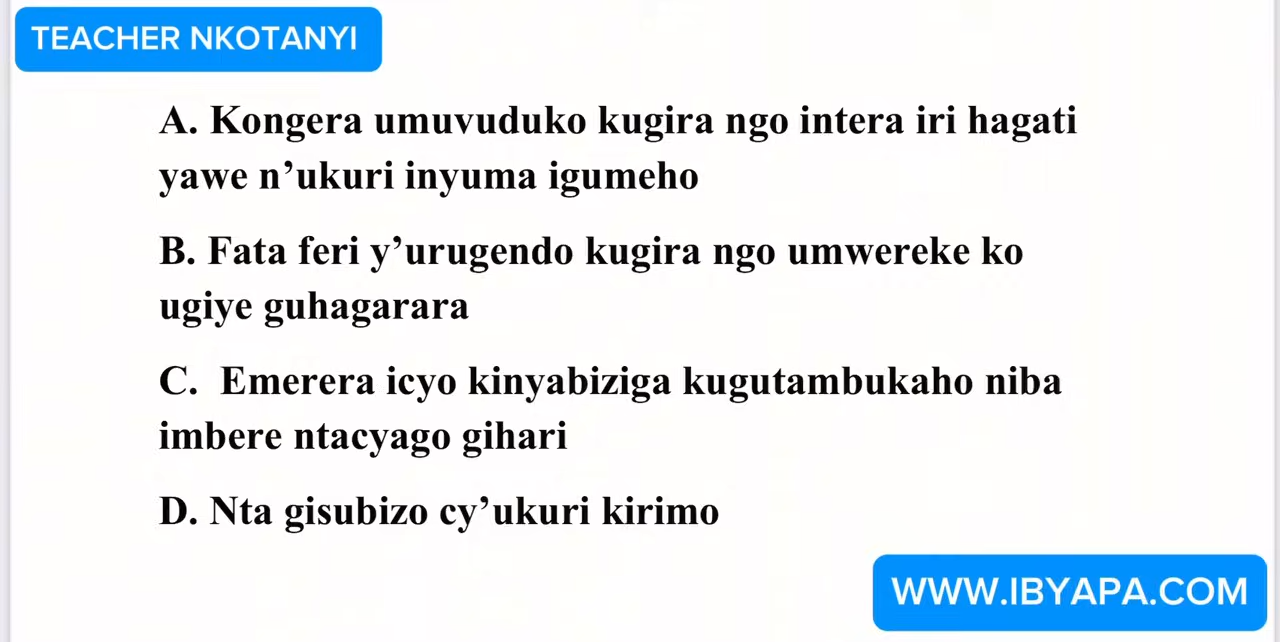 TEACHER NKOTANYI
A. Kongera umuvuduko kugira ngo intera iri hagati
yawe n’ukuri inyuma igumeho
B. Fata feri y’urugendo kugira ngo umwereke ko
ugiye guhagarara
C. Emerera icyo kinyabiziga kugutambukaho niba
imbere ntacyago gihari
D. Nta gisubizo cy’ukuri kirimo
WWW.IBYAPA.COM